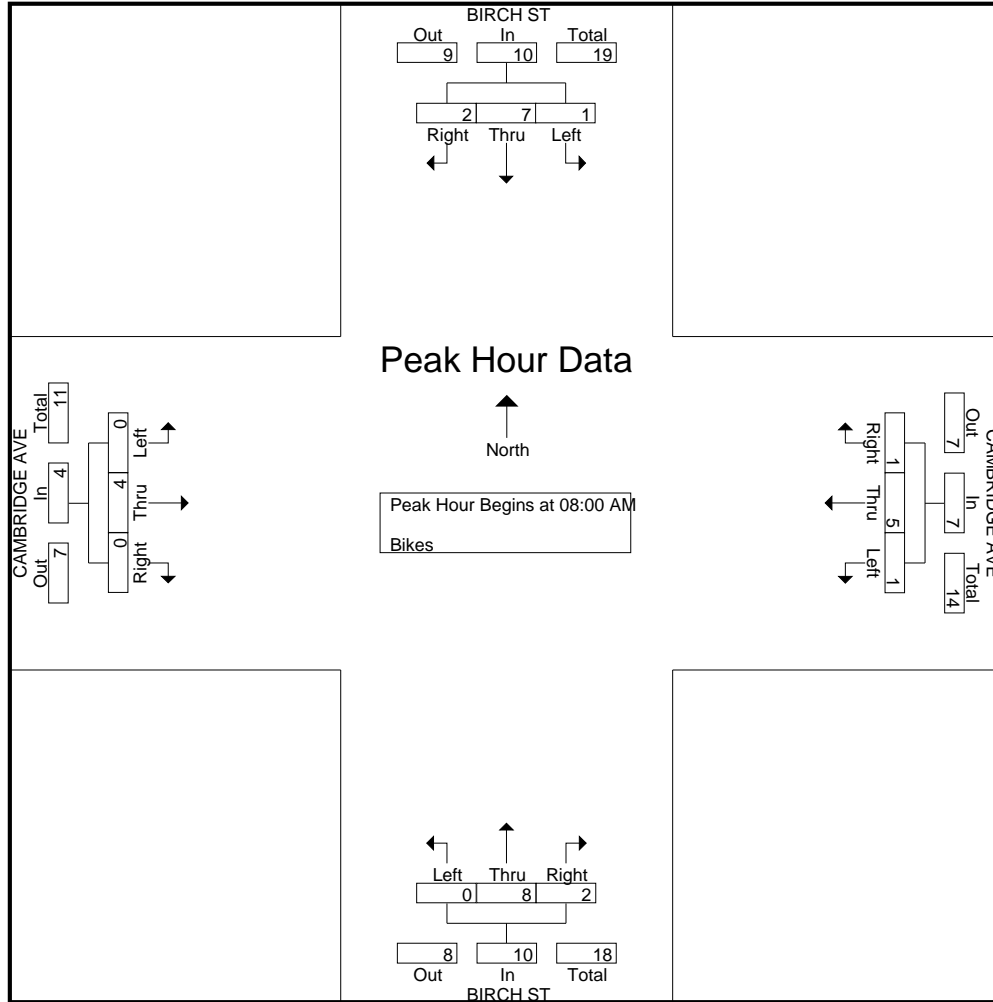 BIRCH ST
Out In Total
9 10 19
2 7 1
Right Thru Left
Peak Hour Data
North
Peak Hour Begins at 08:00 AM
Bikes
CAMBRIDGE AVE
Total In Out
11 4 7
0 4 0
Left Thru Right
Right Thru Left
1 5 1
7 7 14
Out In Total
CAMBRIDGE AVE
Left Thru Right
0 8 2
8 10 18
Out In Total
BIRCH ST